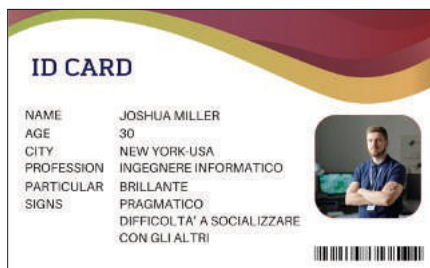 ID CARD
NAME JOSHUA MILLER
AGE 30
CITY NEW YORK-USA
PROFESSION INGEGNERE INFORMATICO
PARTICULAR BRILLANTE
SIGNS PRAGMATICO
DIFFICOLTA' A SOCIALIZZARE
CON GLI ALTRI